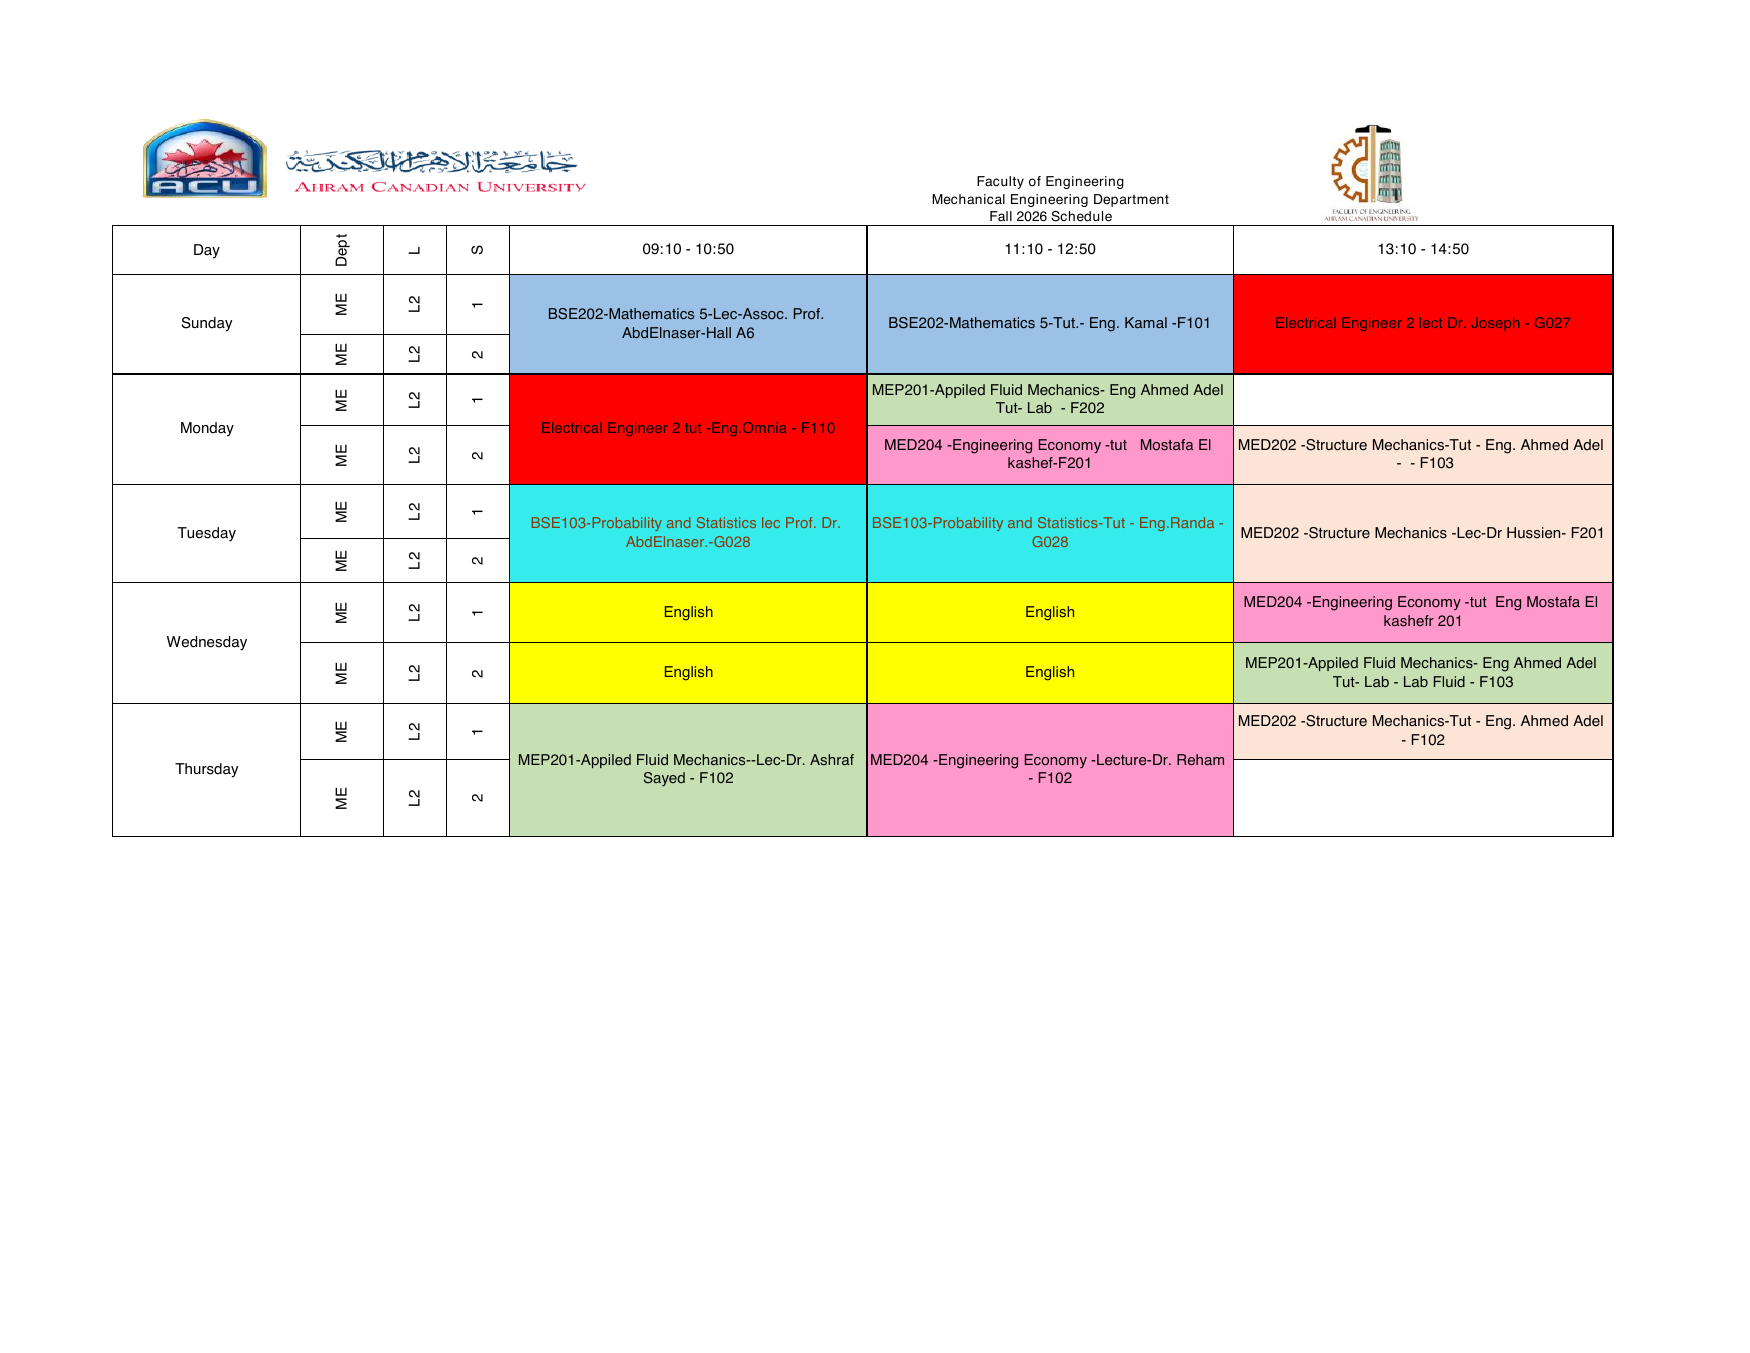 ACU
جامعة الاهرام الكندية
AHRAM CANADIAN UNIVERSITY
Faculty of Engineering
Mechanical Engineering Department
Fall 2026 Schedule
FACULTY OF ENGINEERING
AHRAM CANADIAN UNIVERSITY
Day Dept L S 09:10 - 10:50 11:10 - 12:50 13:10 - 14:50
Sunday
ME L2 1
ME L2 2
BSE202-Mathematics 5-Lec-Assoc. Prof.
AbdElnaser-Hall A6
BSE202-Mathematics 5-Tut.- Eng. Kamal -F101
Electrical Engineer 2 lect Dr. Joseph - G027
Monday
ME L2 1
ME L2 2
Electrical Engineer 2 tut -Eng.Omnia - F110
MEP201-Appiled Fluid Mechanics- Eng Ahmed Adel
Tut- Lab - F202
MED204 -Engineering Economy -tut Mostafa El
kashef-F201
MED202 -Structure Mechanics-Tut - Eng. Ahmed Adel
- - F103
Tuesday
ME L2 1
ME L2 2
BSE103-Probability and Statistics lec Prof. Dr.
AbdElnaser.-G028
BSE103-Probability and Statistics-Tut - Eng.Randa -
G028
MED202 -Structure Mechanics -Lec-Dr Hussien- F201
Wednesday
ME L2 1
English
English
MED204 -Engineering Economy -tut Eng Mostafa El
kashefr 201
ME L2 2
English
English
MEP201-Appiled Fluid Mechanics- Eng Ahmed Adel
Tut- Lab - Lab Fluid - F103
Thursday
ME L2 1
ME L2 2
MEP201-Appiled Fluid Mechanics--Lec-Dr. Ashraf
Sayed - F102
MED204 -Engineering Economy -Lecture-Dr. Reham
- F102
MED202 -Structure Mechanics-Tut - Eng. Ahmed Adel
- F102